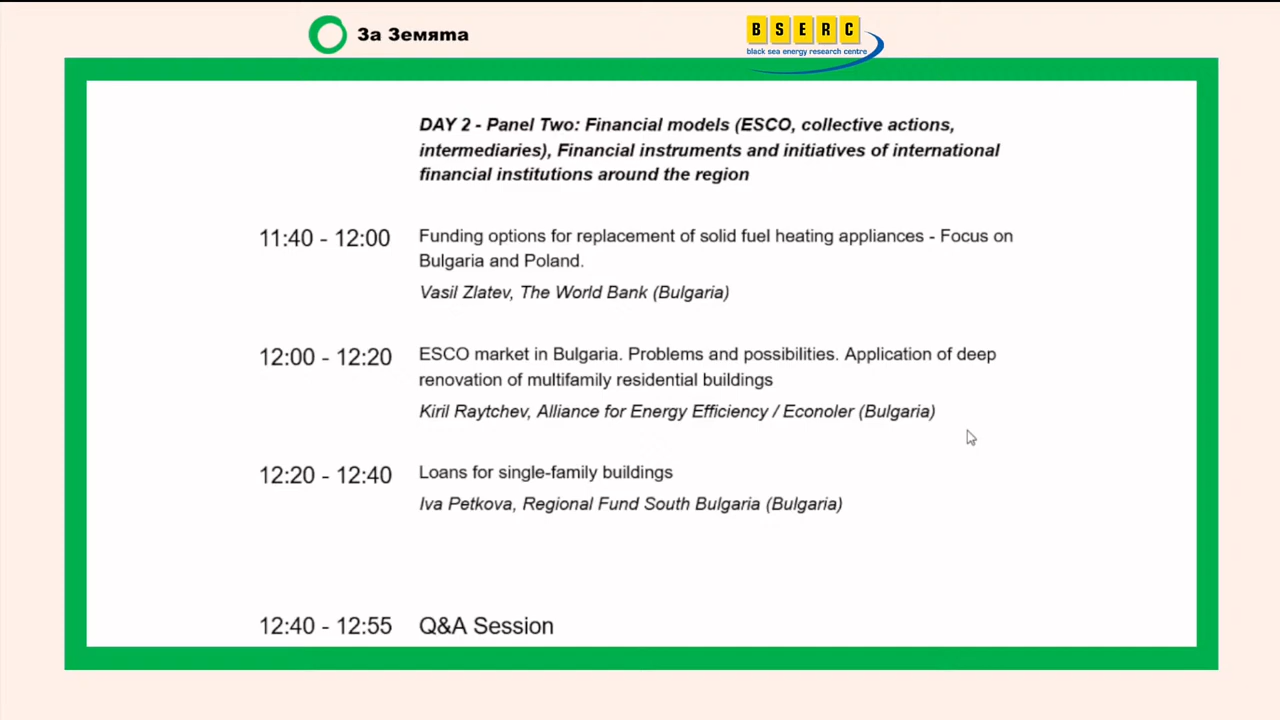 За Земята
B S E R C
black sea energy research centre
DAY 2 - Panel Two: Financial models (ESCO, collective actions,
intermediaries), Financial instruments and initiatives of international
financial institutions around the region
11:40 - 12:00
Funding options for replacement of solid fuel heating appliances - Focus on
Bulgaria and Poland.
Vasil Zlatev, The World Bank (Bulgaria)
12:00 - 12:20
ESCO market in Bulgaria. Problems and possibilities. Application of deep
renovation of multifamily residential buildings
Kiril Raytchev, Alliance for Energy Efficiency / Econoler (Bulgaria)
12:20 - 12:40
Loans for single-family buildings
Iva Petkova, Regional Fund South Bulgaria (Bulgaria)
12:40 - 12:55
Q&A Session